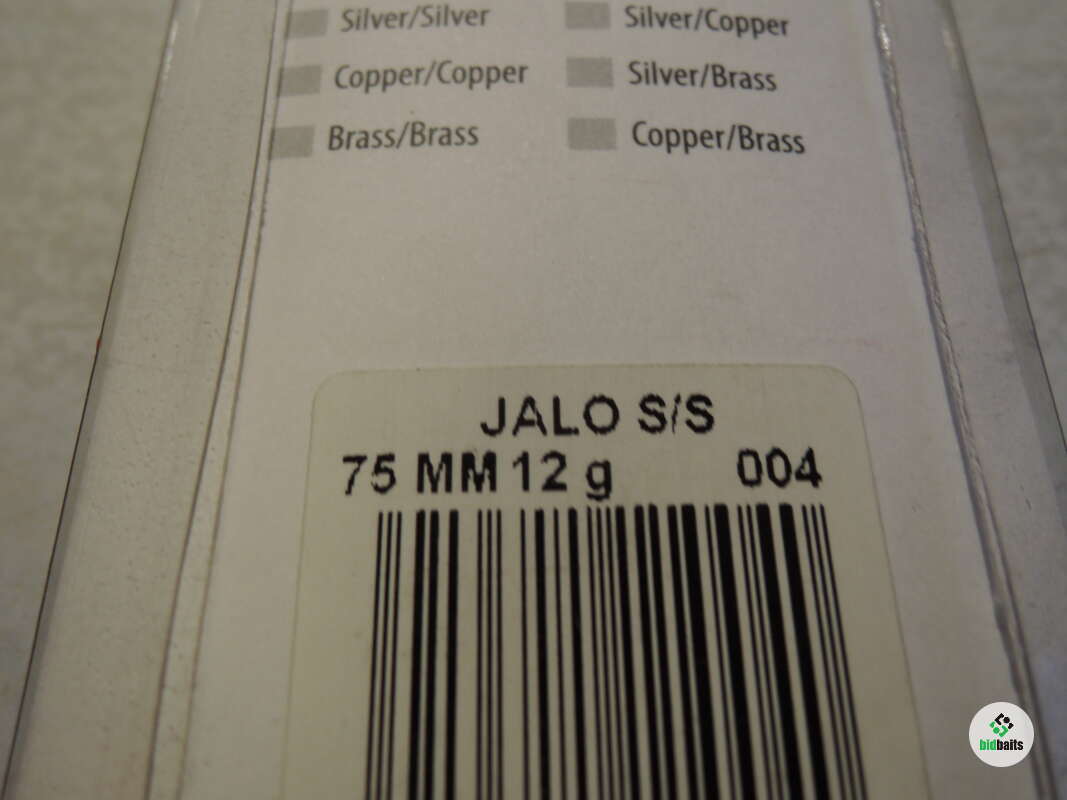 Silver/Silver Silver/Copper
Copper/Copper Silver/Brass
Brass/Brass Copper/Brass
JALO S/S
75 MM 12 g 004
bidbaits